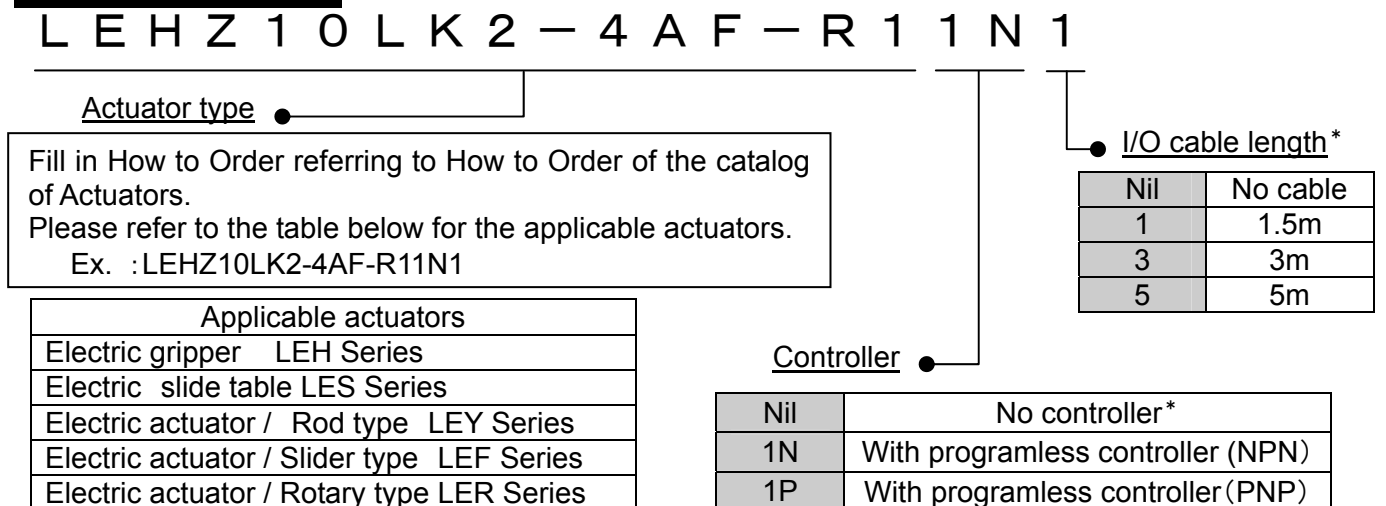 LEHZ10LK2－4AF－R11N1
Actuator type
Fill in How to Order referring to How to Order of the catalog
of Actuators.
Please refer to the table below for the applicable actuators.
Ex. :LEHZ10LK2-4AF-R11N1
Applicable actuators
Electric gripper LEH Series
Electric slide table LES Series
Electric actuator / Rod type LEY Series
Electric actuator / Slider type LEF Series
Electric actuator / Rotary type LER Series
I/O cable length*
Nil No cable
1 1.5m
3 3m
5 5m
Controller
Nil No controller*
1N With programless controller (NPN）
1P With programless controller（PNP）